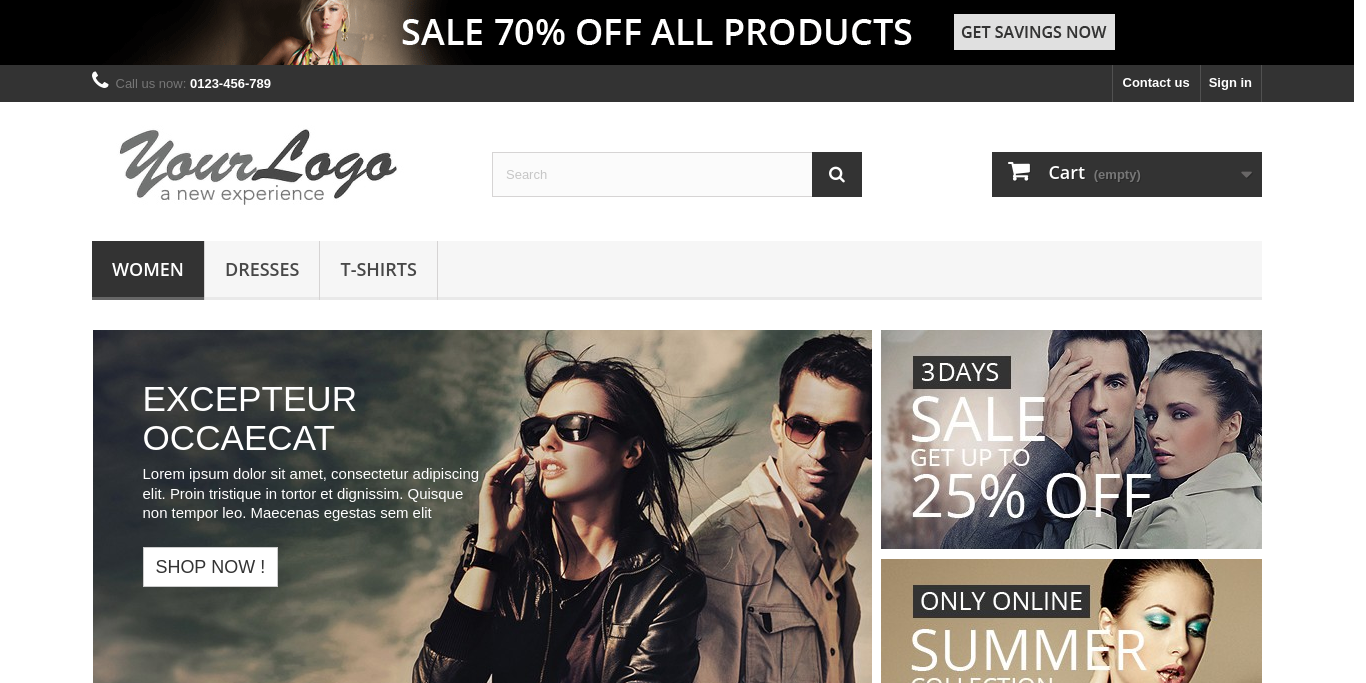 SALE 70% OFF ALL PRODUCTS
GET SAVINGS NOW
Call us now: 0123-456-789
Contact us
Sign in
YourLogo
a new experience
Search
Cart (empty)
WOMEN
DRESSES
T-SHIRTS
EXCEPTEUR
OCCAECAT
Lorem ipsum dolor sit amet, consectetur adipiscing
elit. Proin tristique in tortor et dignissim. Quisque
non tempor leo. Maecenas egestas sem elit
SHOP NOW !
3 DAYS
SALE
GET UP TO
25% OFF
ONLY ONLINE
SUMMER
COLLECTION